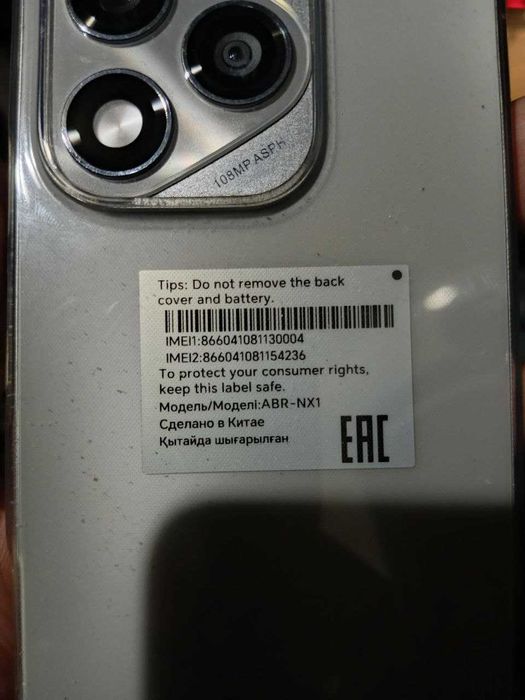 108MP ASPH
Tips: Do not remove the back
cover and battery.
IMEI1:866041081130004
IMEI2:866041081154236
To protect your consumer rights,
keep this label safe.
Модель/Моделі:ABR-NX1
Сделано в Китае
Қытайда шығарылған
EAC